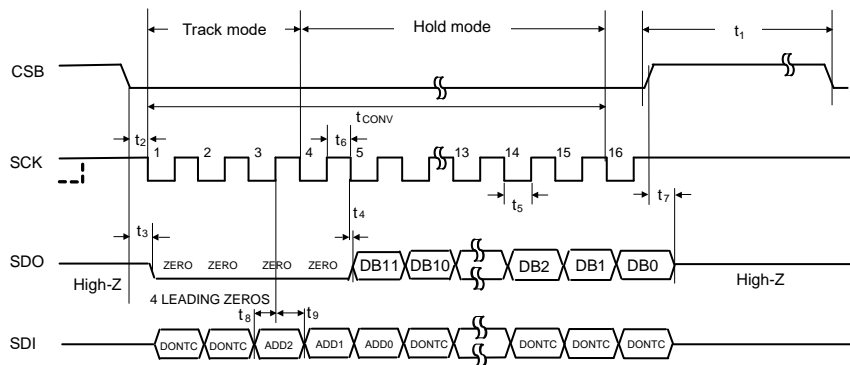 Track mode
Hold mode
t1
CSB
tCONV
t2
t6
1 2 3 4 5 13 14 15 16
SCK
t5
t7
t3
t4
ZERO ZERO ZERO ZERO
SDO
DB11 DB10 DB2 DB1 DB0
High-Z
High-Z
4 LEADING ZEROS
t8 t9
SDI
DONTC DONTC ADD2 ADD1 ADD0 DONTC DONTC DONTC DONTC